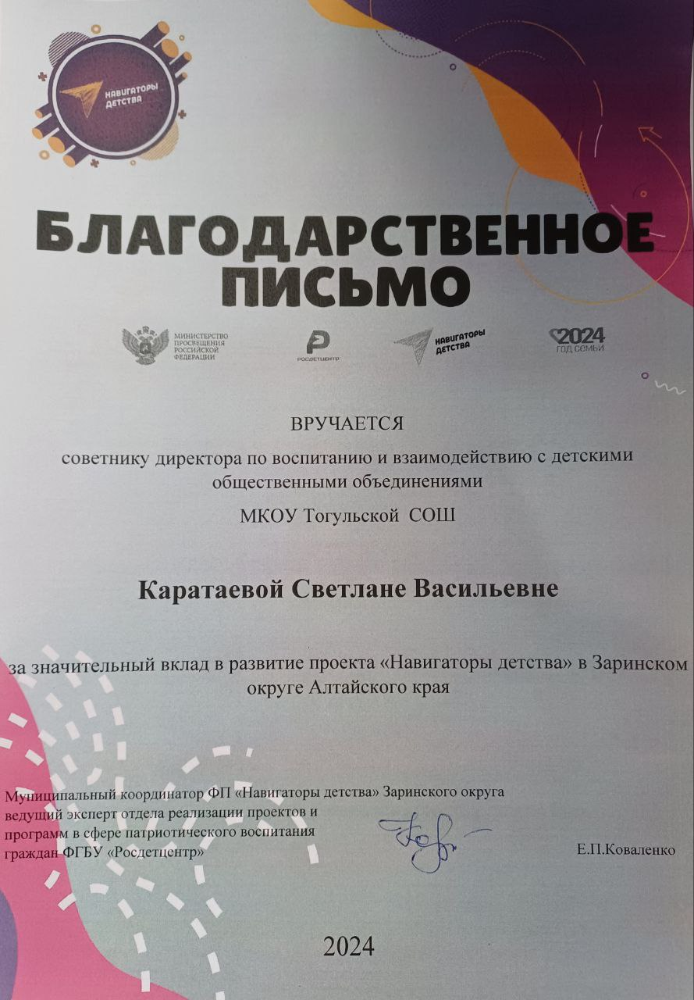 НАВИГАТОРЫ
ДЕТСТВА
БЛАГОДАРСТВЕННОЕ
ПИСЬМО
МИНИСТЕРСТВО
ПРОСВЕЩЕНИЯ
РОССИЙСКОЙ
ФЕДЕРАЦИИ
РОСДЕТЦЕНТР
НАВИГАТОРЫ
ДЕТСТВА
2024
ГОД СЕМЬИ
ВРУЧАЕТСЯ
советнику директора по воспитанию и взаимодействию с детскими
общественными объединениями
МКОУ Тогульской СОШ
Каратаевой Светлане Васильевне
за значительный вклад в развитие проекта «Навигаторы детства» в Заринском
округе Алтайского края
Муниципальный координатор ФП «Навигаторы детства» Заринского округа
ведущий эксперт отдела реализации проектов и
программ в сфере патриотического воспитания
граждан ФГБУ «Росдетцентр»
Е.П.Коваленко
2024